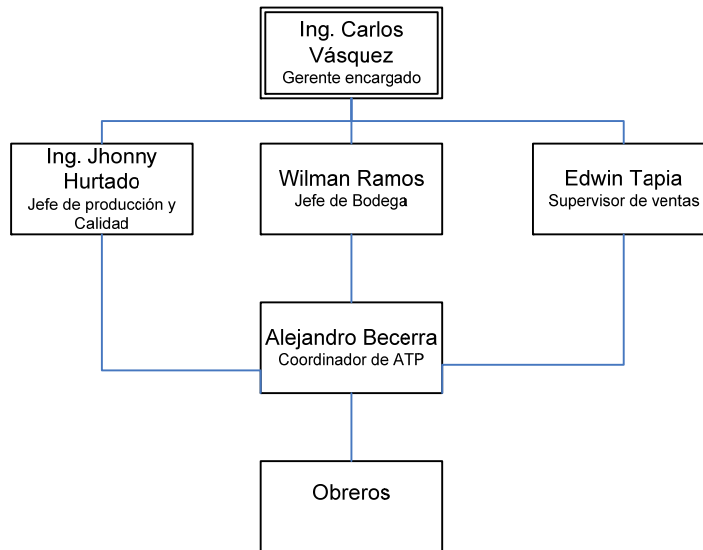 Ing. Carlos
Vásquez
Gerente encargado
Ing. Jhonny
Hurtado
Jefe de producción y
Calidad
Wilman Ramos
Jefe de Bodega
Edwin Tapia
Supervisor de ventas
Alejandro Becerra
Coordinador de ATP
Obreros